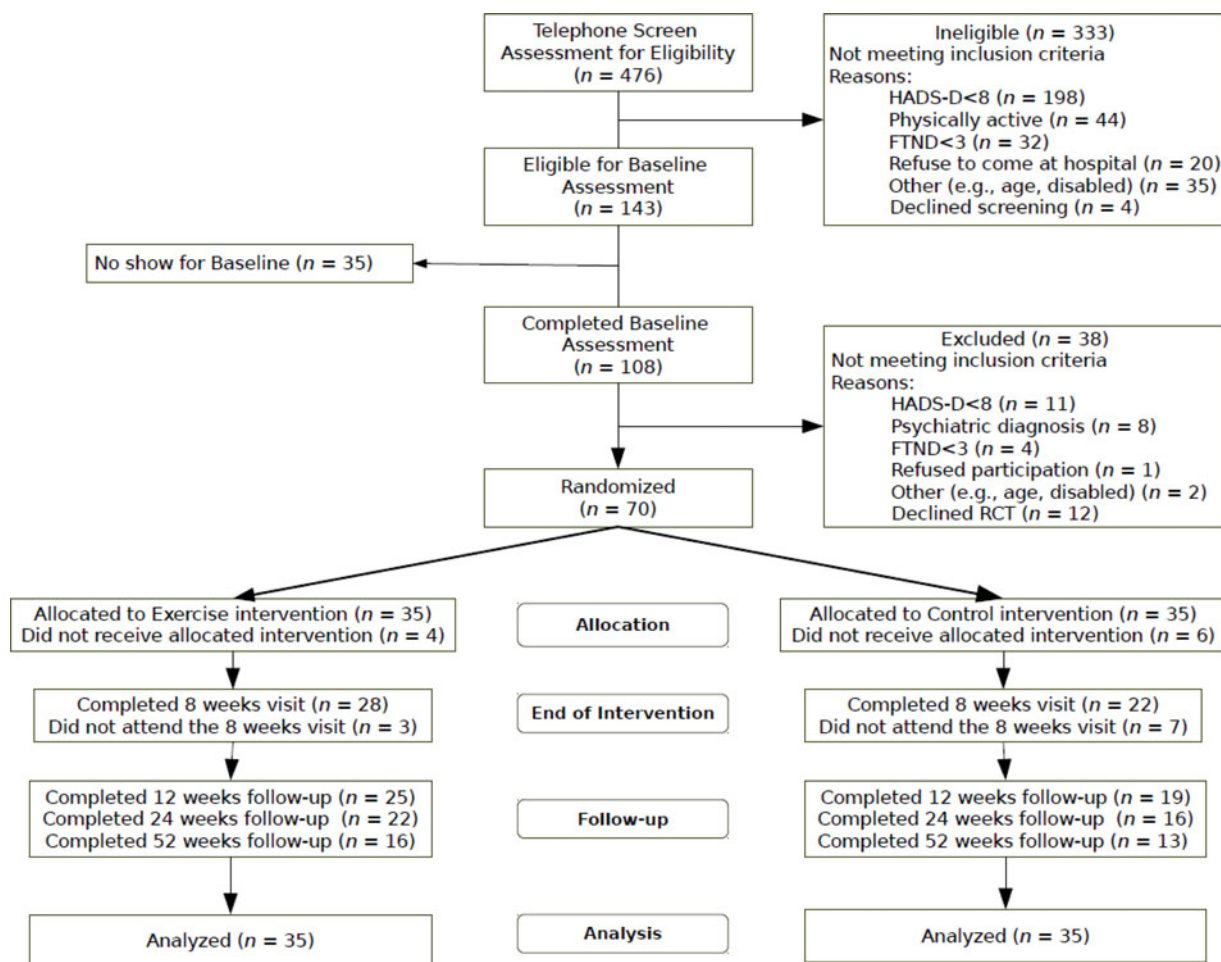 Telephone Screen
Assessment for Eligibility
(n = 476)
Ineligible (n = 333)
Not meeting inclusion criteria
Reasons:
HADS-D<8 (n = 198)
Physically active (n = 44)
FTND<3 (n = 32)
Refuse to come at hospital (n = 20)
Other (e.g., age, disabled) (n = 35)
Declined screening (n = 4)
Eligible for Baseline
Assessment
(n = 143)
No show for Baseline (n = 35)
Completed Baseline
Assessment
(n = 108)
Excluded (n = 38)
Not meeting inclusion criteria
Reasons:
HADS-D<8 (n = 11)
Psychiatric diagnosis (n = 8)
FTND<3 (n = 4)
Refused participation (n = 1)
Other (e.g., age, disabled) (n = 2)
Declined RCT (n = 12)
Randomized
(n = 70)
Allocated to Exercise intervention (n = 35)
Did not receive allocated intervention (n = 4)
Allocation
Allocated to Control intervention (n = 35)
Did not receive allocated intervention (n = 6)
Completed 8 weeks visit (n = 28)
Did not attend the 8 weeks visit (n = 3)
End of Intervention
Completed 8 weeks visit (n = 22)
Did not attend the 8 weeks visit (n = 7)
Completed 12 weeks follow-up (n = 25)
Completed 24 weeks follow-up (n = 22)
Completed 52 weeks follow-up (n = 16)
Follow-up
Completed 12 weeks follow-up (n = 19)
Completed 24 weeks follow-up (n = 16)
Completed 52 weeks follow-up (n = 13)
Analyzed (n = 35)
Analysis
Analyzed (n = 35)